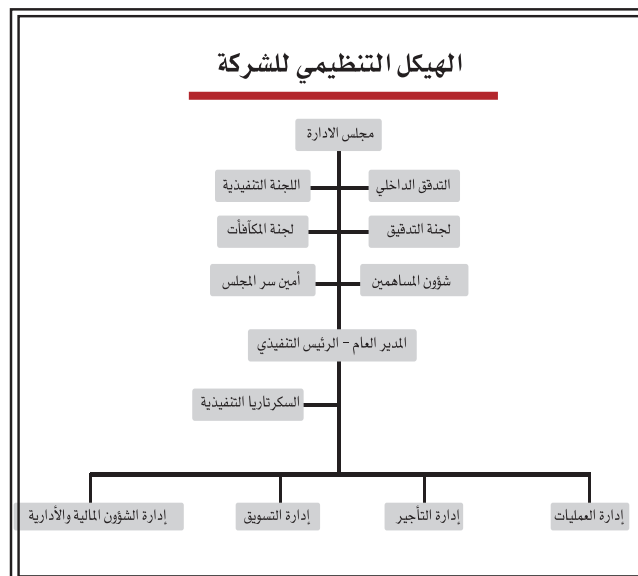 الهيكل التنظيمي للشركة
مجلس الادارة
التدقق الداخلي
اللجنة التنفيذية
لجنة التدقيق
لجنة المكآفأت
شؤون المساهمين
أمين سر المجلس
المدير العام – الرئيس التنفيذي
السكرتاريا التنفيذية
إدارة العمليات
إدارة التأجير
إدارة التسويق
إدارة الشؤون المالية والأدارية